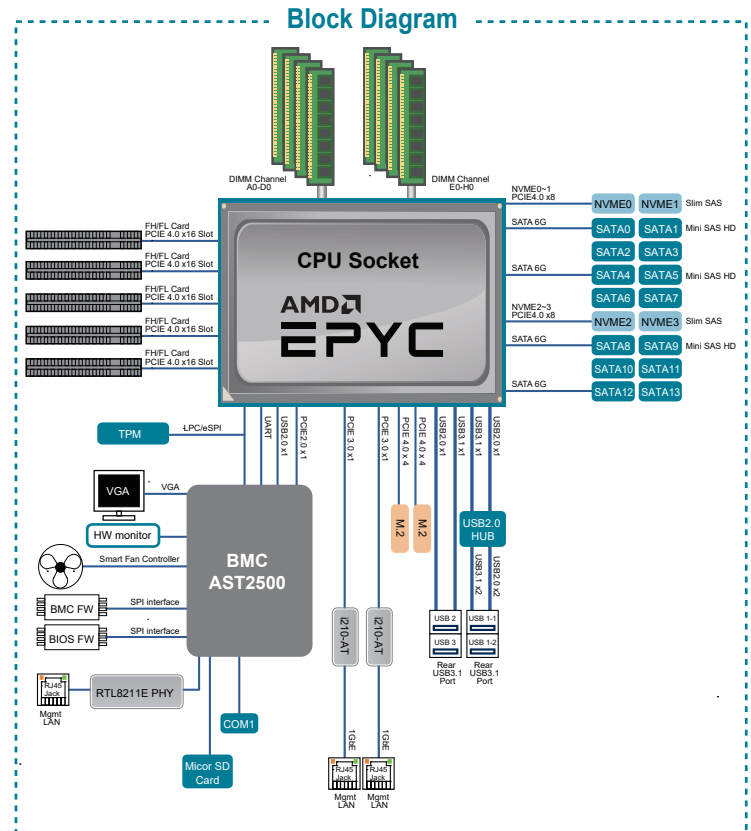 Block Diagram
DIMM Channel
A0-D0
DIMM Channel
E0-H0
FH/FL Card
PCIE 4.0 x16 Slot
FH/FL Card
PCIE 4.0 x16 Slot
FH/FL Card
PCIE 4.0 x16 Slot
FH/FL Card
PCIE 4.0 x16 Slot
FH/FL Card
PCIE 4.0 x16 Slot
CPU Socket
AMD
EPYC
NVME0~1
PCIE4.0 x8
NVME0 NVME1 Slim SAS
SATA 6G
SATA0 SATA1 Mini SAS HD
SATA2 SATA3
SATA 6G
SATA4 SATA5 Mini SAS HD
SATA6 SATA7
NVME2~3
PCIE4.0 x8
NVME2 NVME3 Slim SAS
SATA 6G
SATA8 SATA9 Mini SAS HD
SATA10 SATA11
SATA 6G
SATA12 SATA13
TPM
LPC/eSPI
UART
USB2.0 x1
PCIE2.0 x1
PCIE 3.0 x1
PCIE 3.0 x1
PCIE 4.0 x 4
PCIE 4.0 x 4
USB2.0 x1
USB3.1 x1
USB3.1 x1
USB2.0 x1
VGA
VGA
HW monitor
Smart Fan Controller
BMC FW
SPI interface
BIOS FW
SPI interface
BMC
AST2500
M.2
M.2
USB2.0
HUB
USB3.1 x2
USB2.0 x2
i210-AT
i210-AT
USB 2
USB 3
Rear
USB3.1
Port
USB 1-1
USB 1-2
Rear
USB3.1
Port
RJ45
Jack
Mgmt
LAN
RTL8211E PHY
COM1
Micor SD
Card
1GbE
1GbE
RJ45
Jack
Mgmt
LAN
RJ45
Jack
Mgmt
LAN